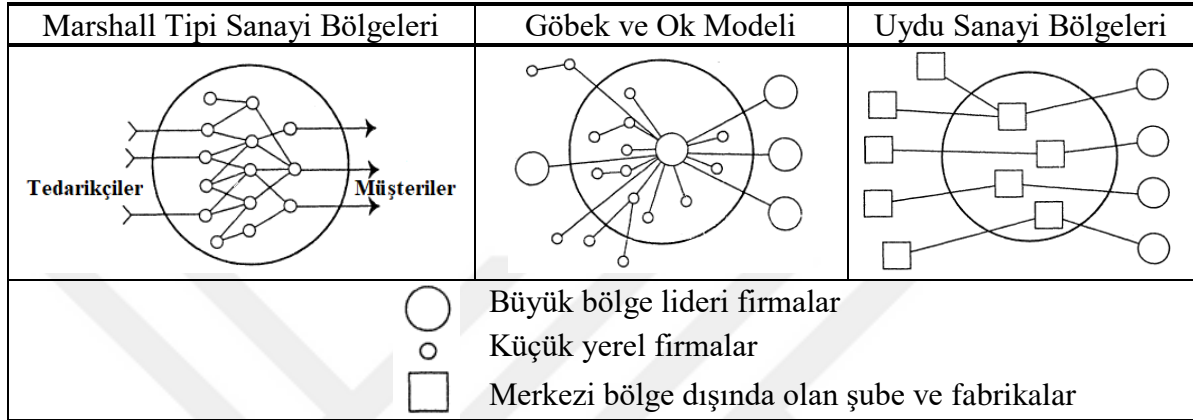 Marshall Tipi Sanayi Bölgeleri
Göbek ve Ok Modeli
Uydu Sanayi Bölgeleri
Tedarikçiler
Müşteriler
Büyük bölge lideri firmalar
Küçük yerel firmalar
Merkezi bölge dışında olan şube ve fabrikalar